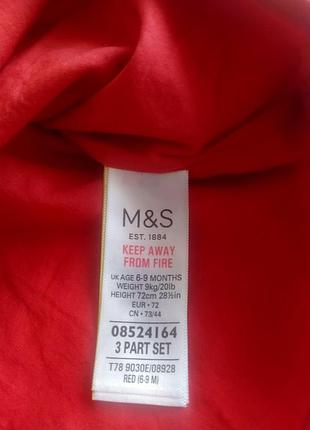 M&S
EST. 1884
KEEP AWAY
FROM FIRE
UK AGE 6-9 MONTHS
WEIGHT 9kg/20lb
HEIGHT 72cm 28½in
EUR • 72
CN • 73/44
08524164
3 PART SET
T78 9030E/08928
RED (6-9 M)